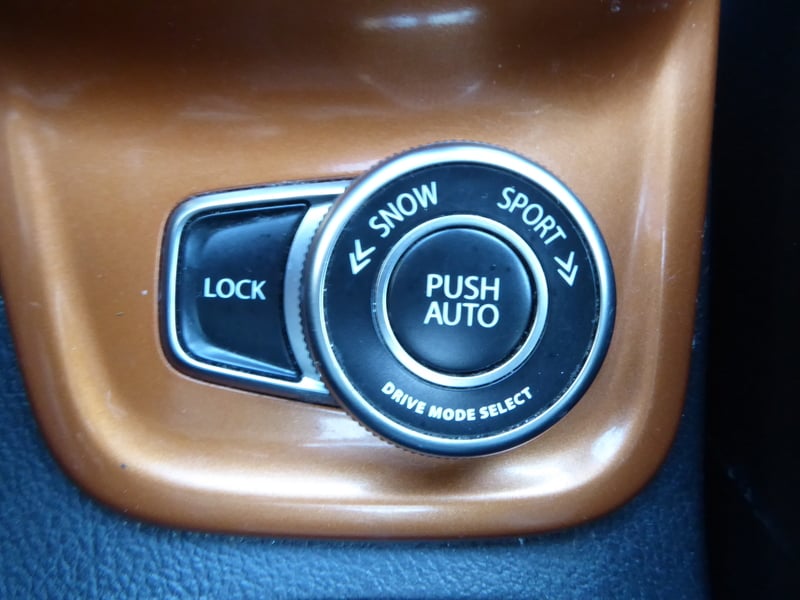 SNOW
SPORT
LOCK
PUSH
AUTO
DRIVE MODE SELECT